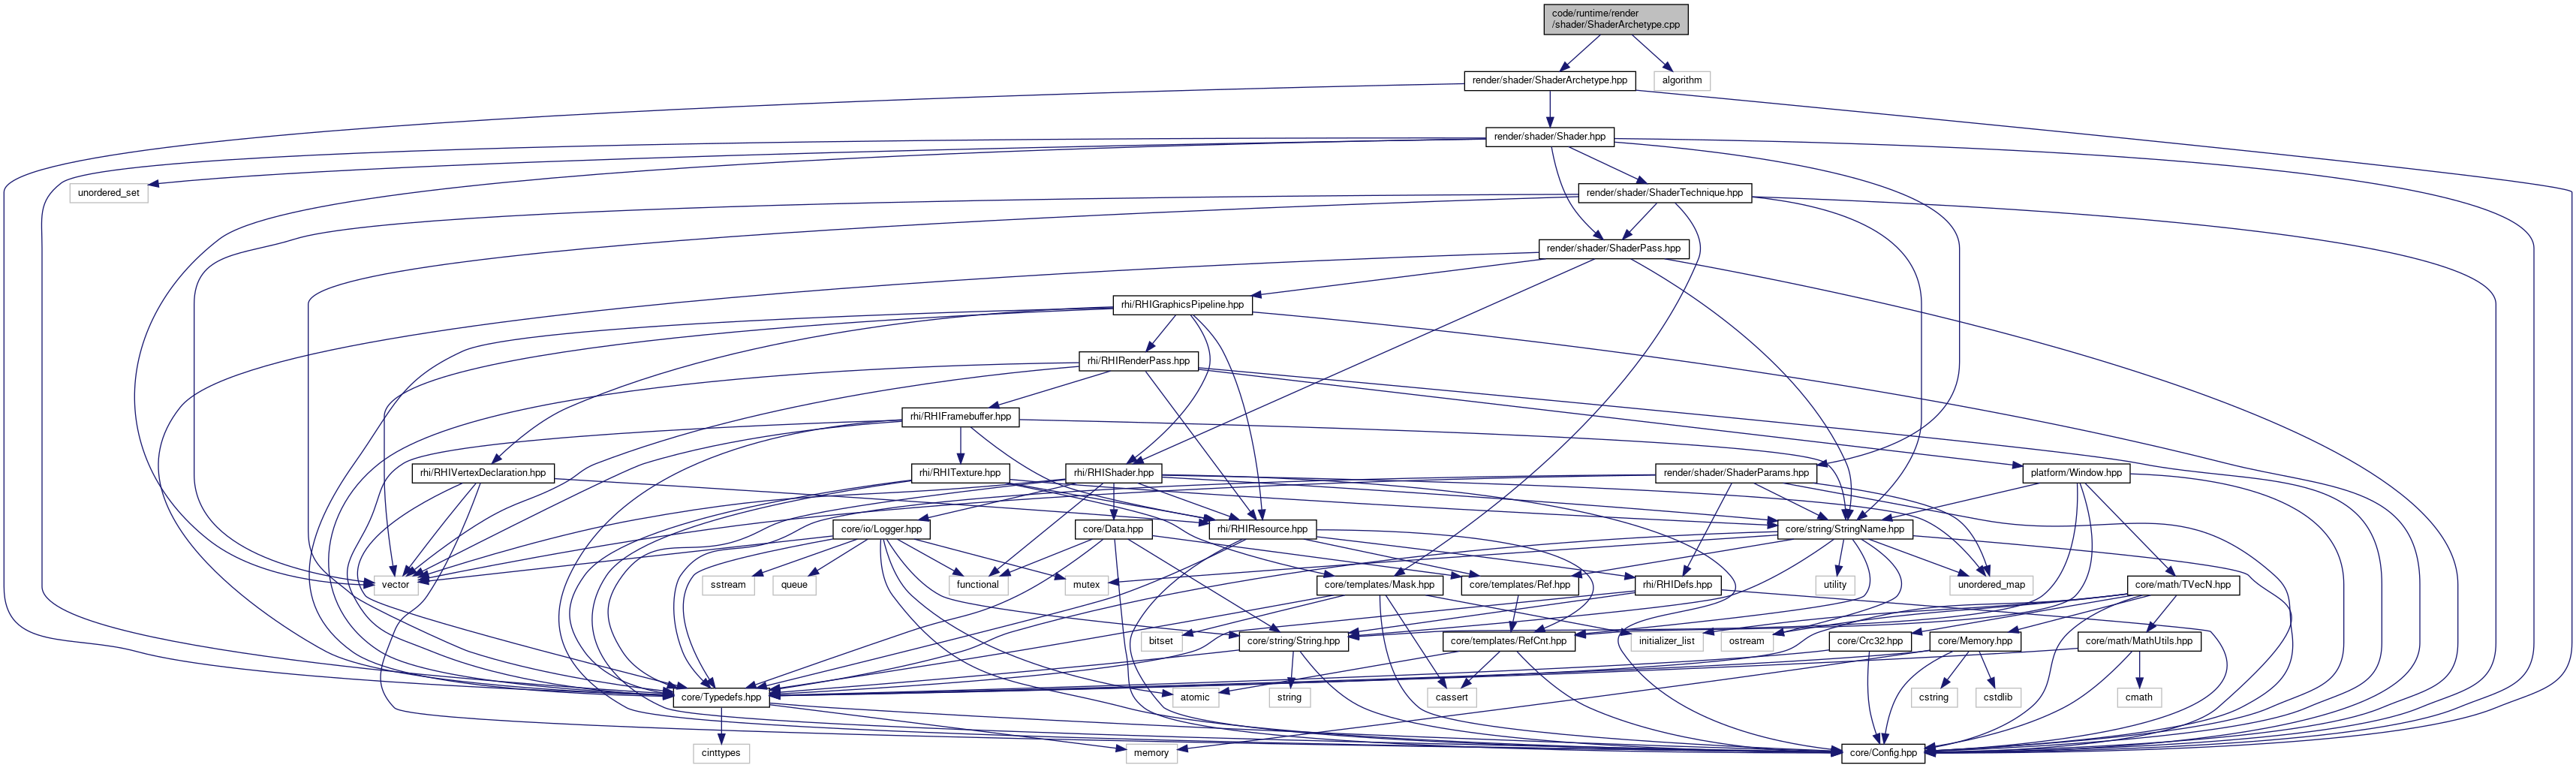 code/runtime/render
/shader/ShaderArchetype.cpp
render/shader/ShaderArchetype.hpp
algorithm
render/shader/Shader.hpp
unordered_set
render/shader/ShaderTechnique.hpp
render/shader/ShaderPass.hpp
rhi/RHIGraphicsPipeline.hpp
rhi/RHIRenderPass.hpp
rhi/RHIFramebuffer.hpp
rhi/RHIVertexDeclaration.hpp
rhi/RHITexture.hpp
rhi/RHIShader.hpp
render/shader/ShaderParams.hpp
platform/Window.hpp
core/io/Logger.hpp
core/Data.hpp
rhi/RHIResource.hpp
core/string/StringName.hpp
vector
sstream
queue
functional
mutex
core/templates/Mask.hpp
core/templates/Ref.hpp
rhi/RHIDefs.hpp
utility
unordered_map
core/math/TVecN.hpp
bitset
core/string/String.hpp
core/templates/RefCnt.hpp
initializer_list
ostream
core/Crc32.hpp
core/Memory.hpp
core/math/MathUtils.hpp
core/Typedefs.hpp
atomic
string
cassert
cstring
cstdlib
cmath
cinttypes
memory
core/Config.hpp